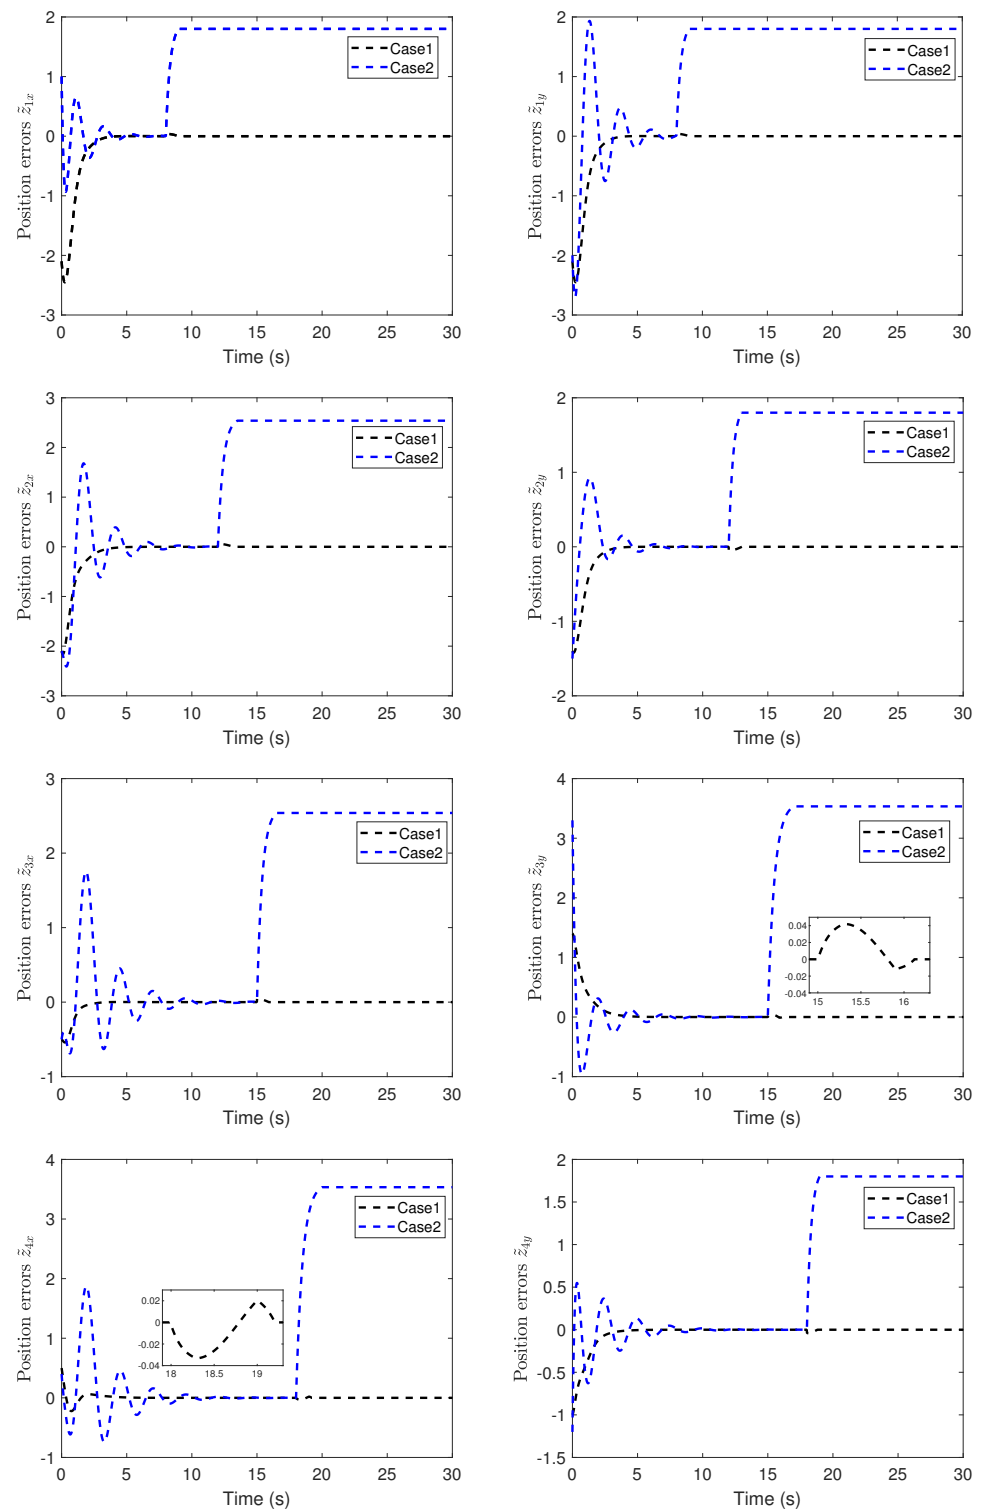 2
1
0
-1
-2
-3
Position errors z̃1x
0 5 10 15 20 25 30
Time (s)
Case1
Case2
2
1
0
-1
-2
-3
Position errors z̃1y
0 5 10 15 20 25 30
Time (s)
Case1
Case2
3
2
1
0
-1
-2
-3
Position errors z̃2x
0 5 10 15 20 25 30
Time (s)
Case1
Case2
2
1
0
-1
-2
Position errors z̃2y
0 5 10 15 20 25 30
Time (s)
Case1
Case2
3
2
1
0
-1
Position errors z̃3x
0 5 10 15 20 25 30
Time (s)
Case1
Case2
4
3
2
1
0
-1
Position errors z̃3y
0 5 10 15 20 25 30
Time (s)
Case1
Case2
0.04
0.02
0
-0.02
-0.04
15 15.5 16
4
3
2
1
0
-1
Position errors z̃4x
0 5 10 15 20 25 30
Time (s)
Case1
Case2
0.02
0
-0.02
-0.04
18 18.5 19
2
1.5
1
0.5
0
-0.5
-1
-1.5
Position errors z̃4y
0 5 10 15 20 25 30
Time (s)
Case1
Case2